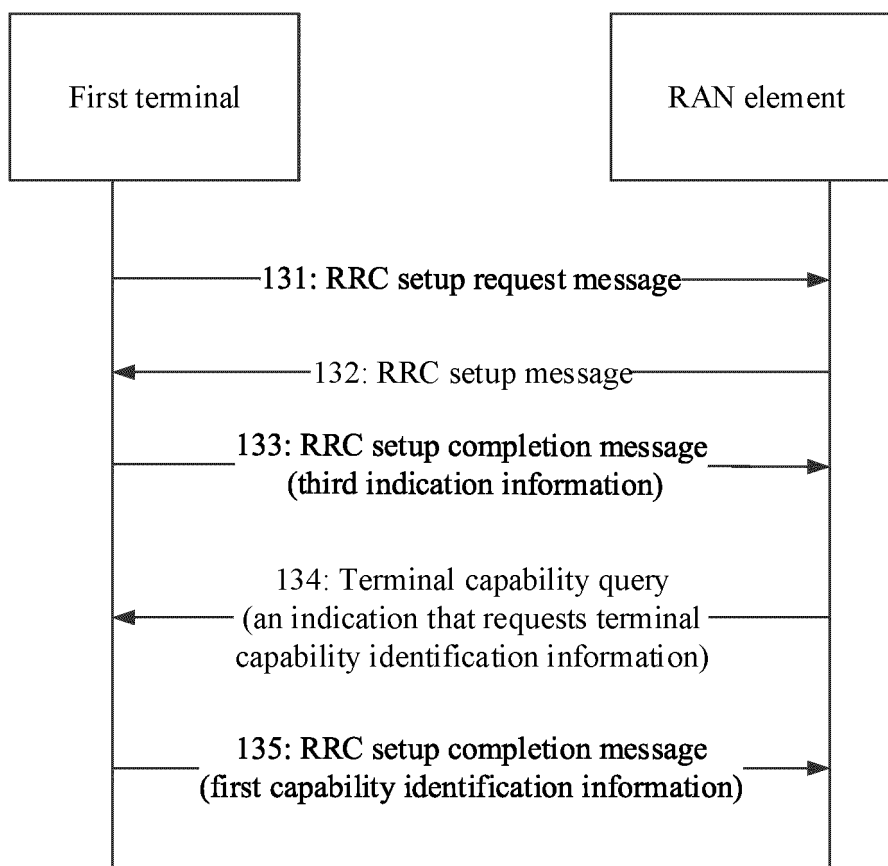 First terminal
RAN element
131: RRC setup request message
132: RRC setup message
133: RRC setup completion message
(third indication information)
134: Terminal capability query
(an indication that requests terminal
capability identification information)
135: RRC setup completion message
(first capability identification information)